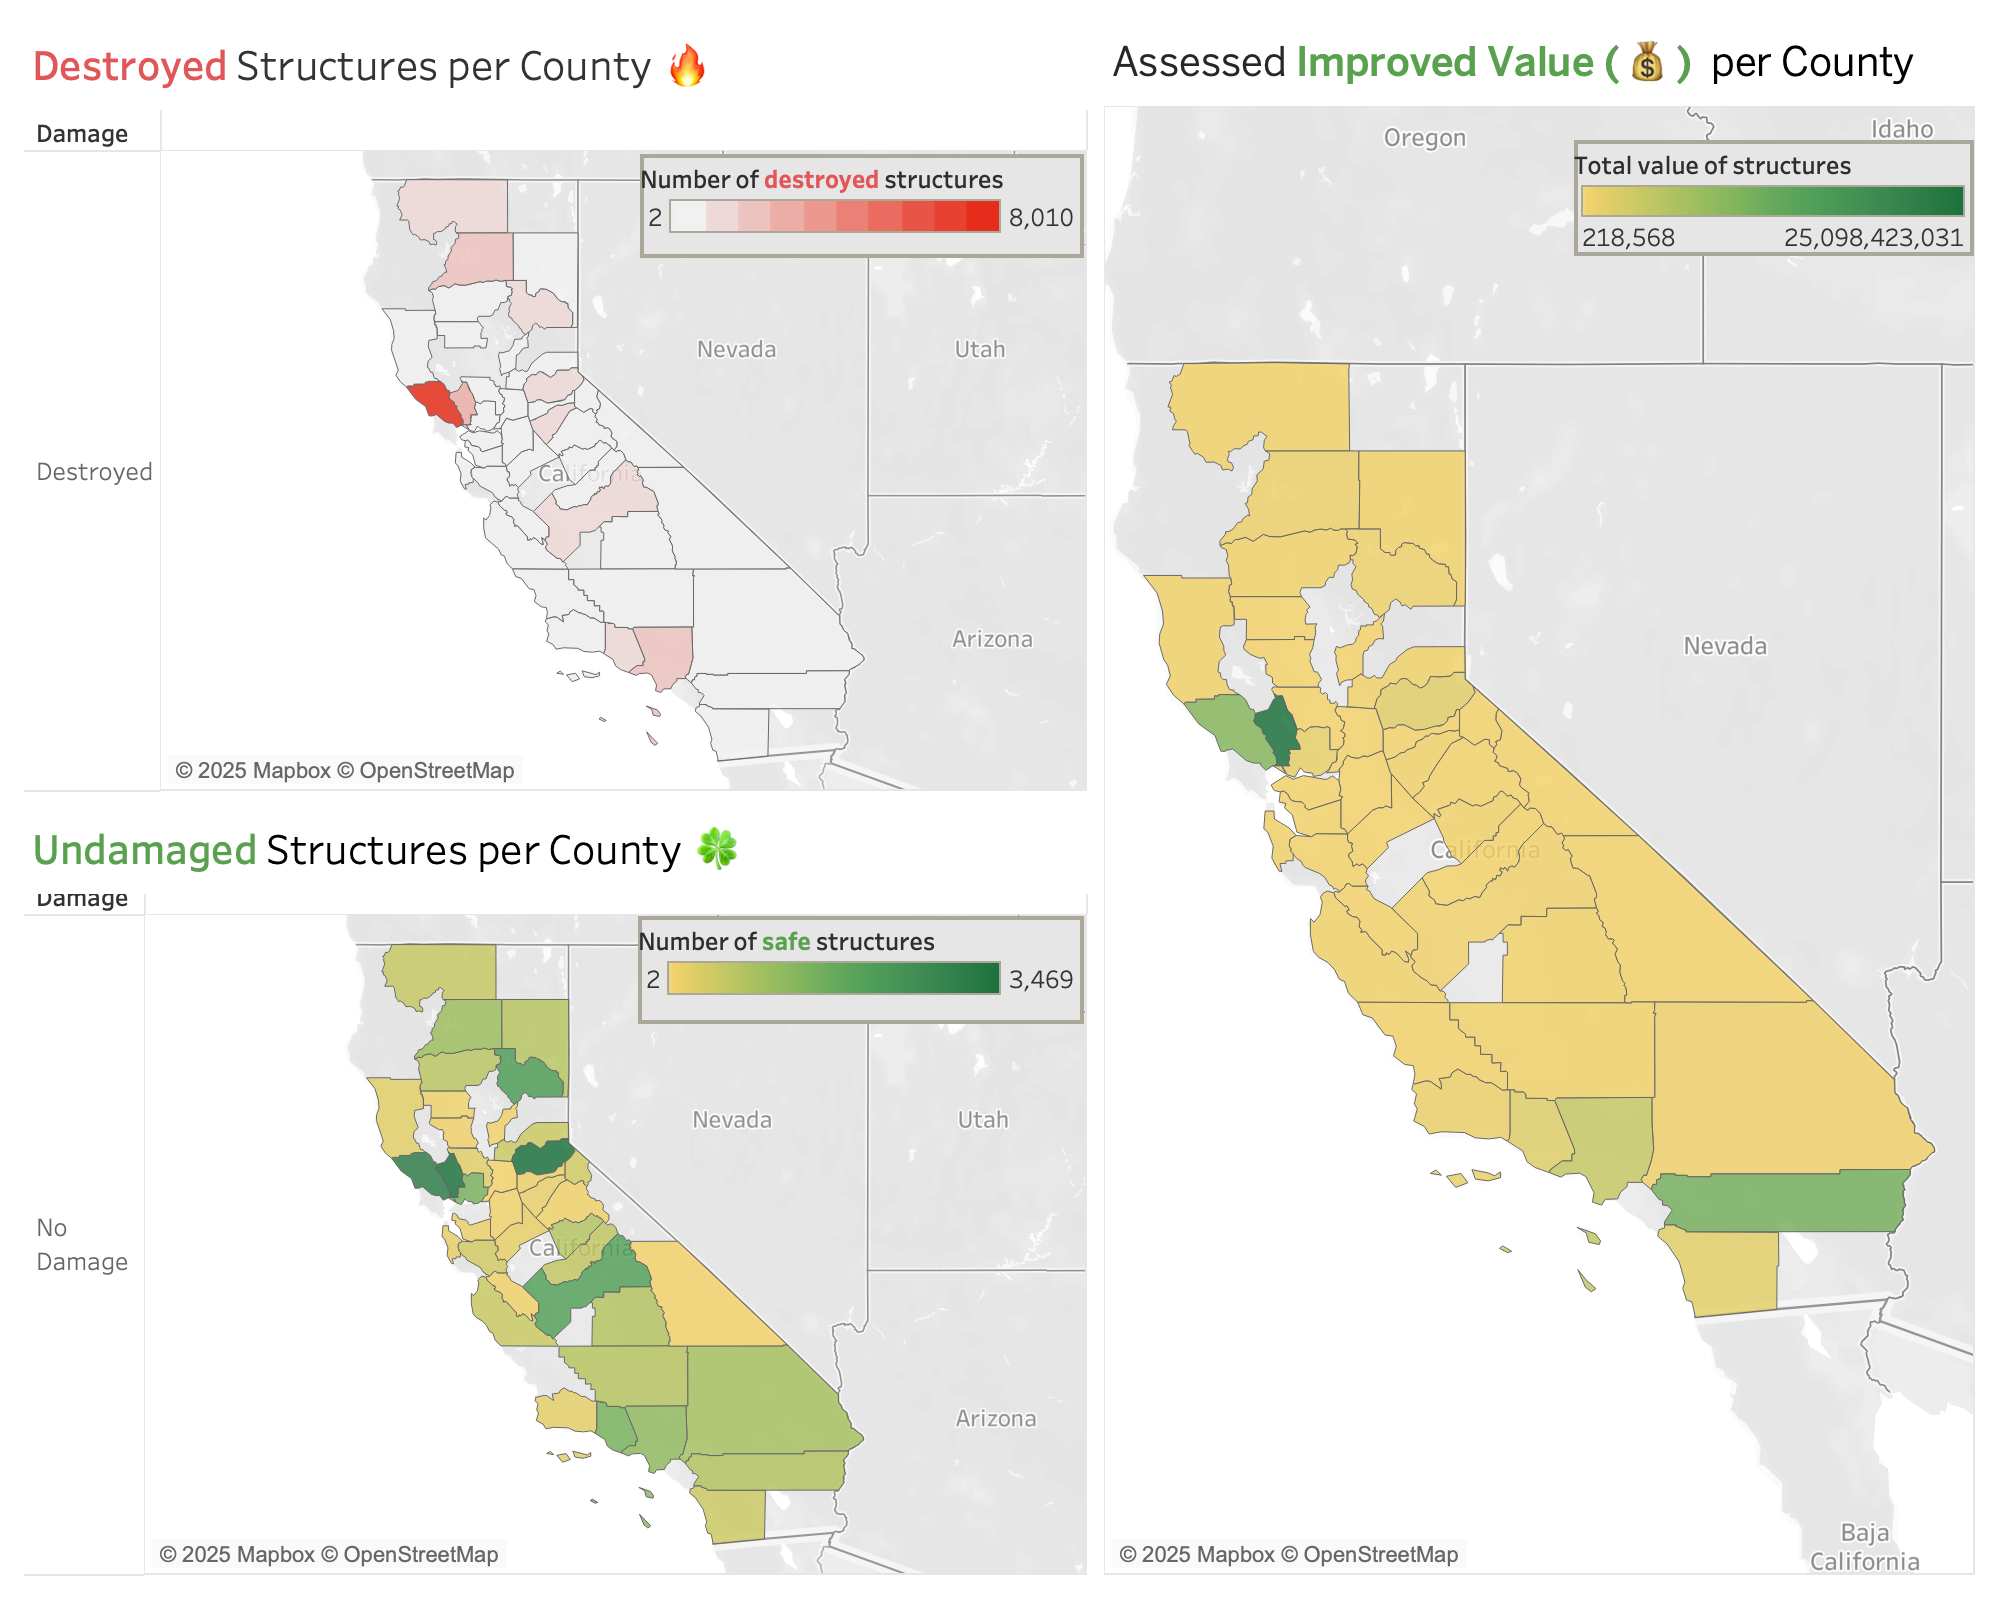 Destroyed Structures per County 🔥
Damage
Number of destroyed structures
2 8,010
Nevada
Utah
Destroyed
California
Arizona
© 2025 Mapbox © OpenStreetMap
Undamaged Structures per County 🍀
Damage
Number of safe structures
2 3,469
Nevada
Utah
No
Damage
California
Arizona
© 2025 Mapbox © OpenStreetMap
Assessed Improved Value (💰) per County
Oregon
Idaho
Total value of structures
218,568 25,098,423,031
Nevada
California
Baja
California
© 2025 Mapbox © OpenStreetMap